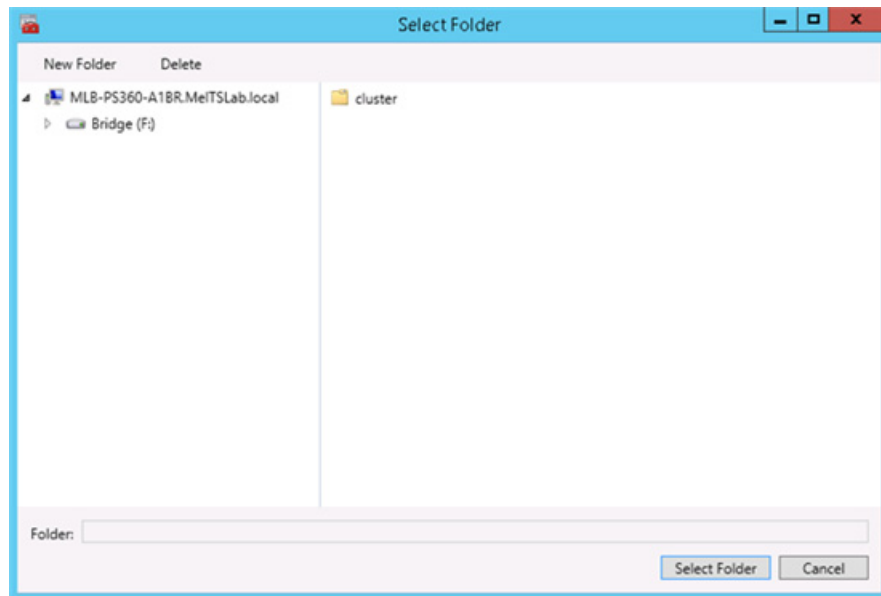 Select Folder
New Folder Delete
MLB-PS360-A1BR.MelTSLab.local
Bridge (F:)
cluster
Folder:
Select Folder Cancel